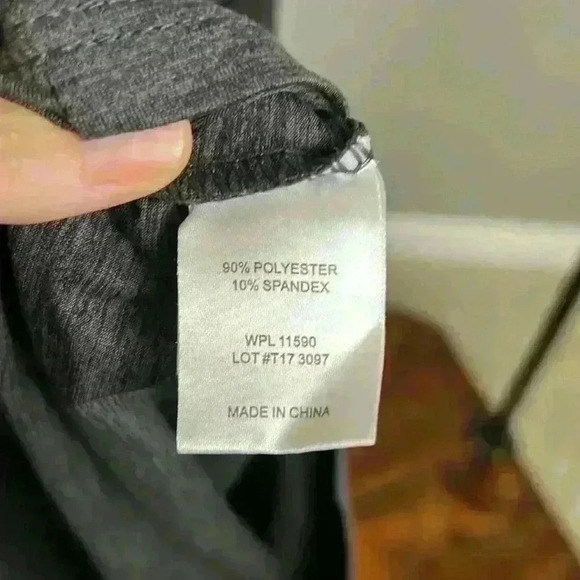 90% POLYESTER
10% SPANDEX
WPL 11590
LOT #T17 3097
MADE IN CHINA